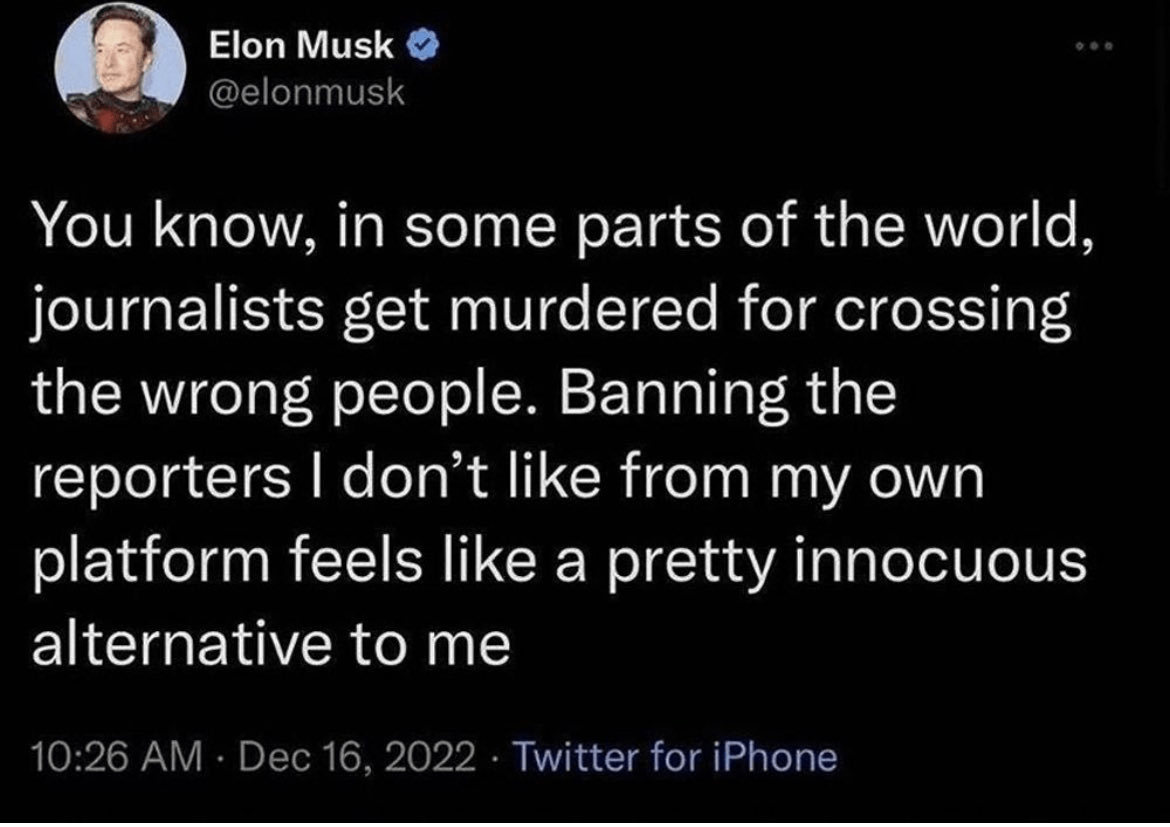 Elon Musk
@elonmusk
You know, in some parts of the world,
journalists get murdered for crossing
the wrong people. Banning the
reporters I don’t like from my own
platform feels like a pretty innocuous
alternative to me
10:26 AM · Dec 16, 2022 · Twitter for iPhone